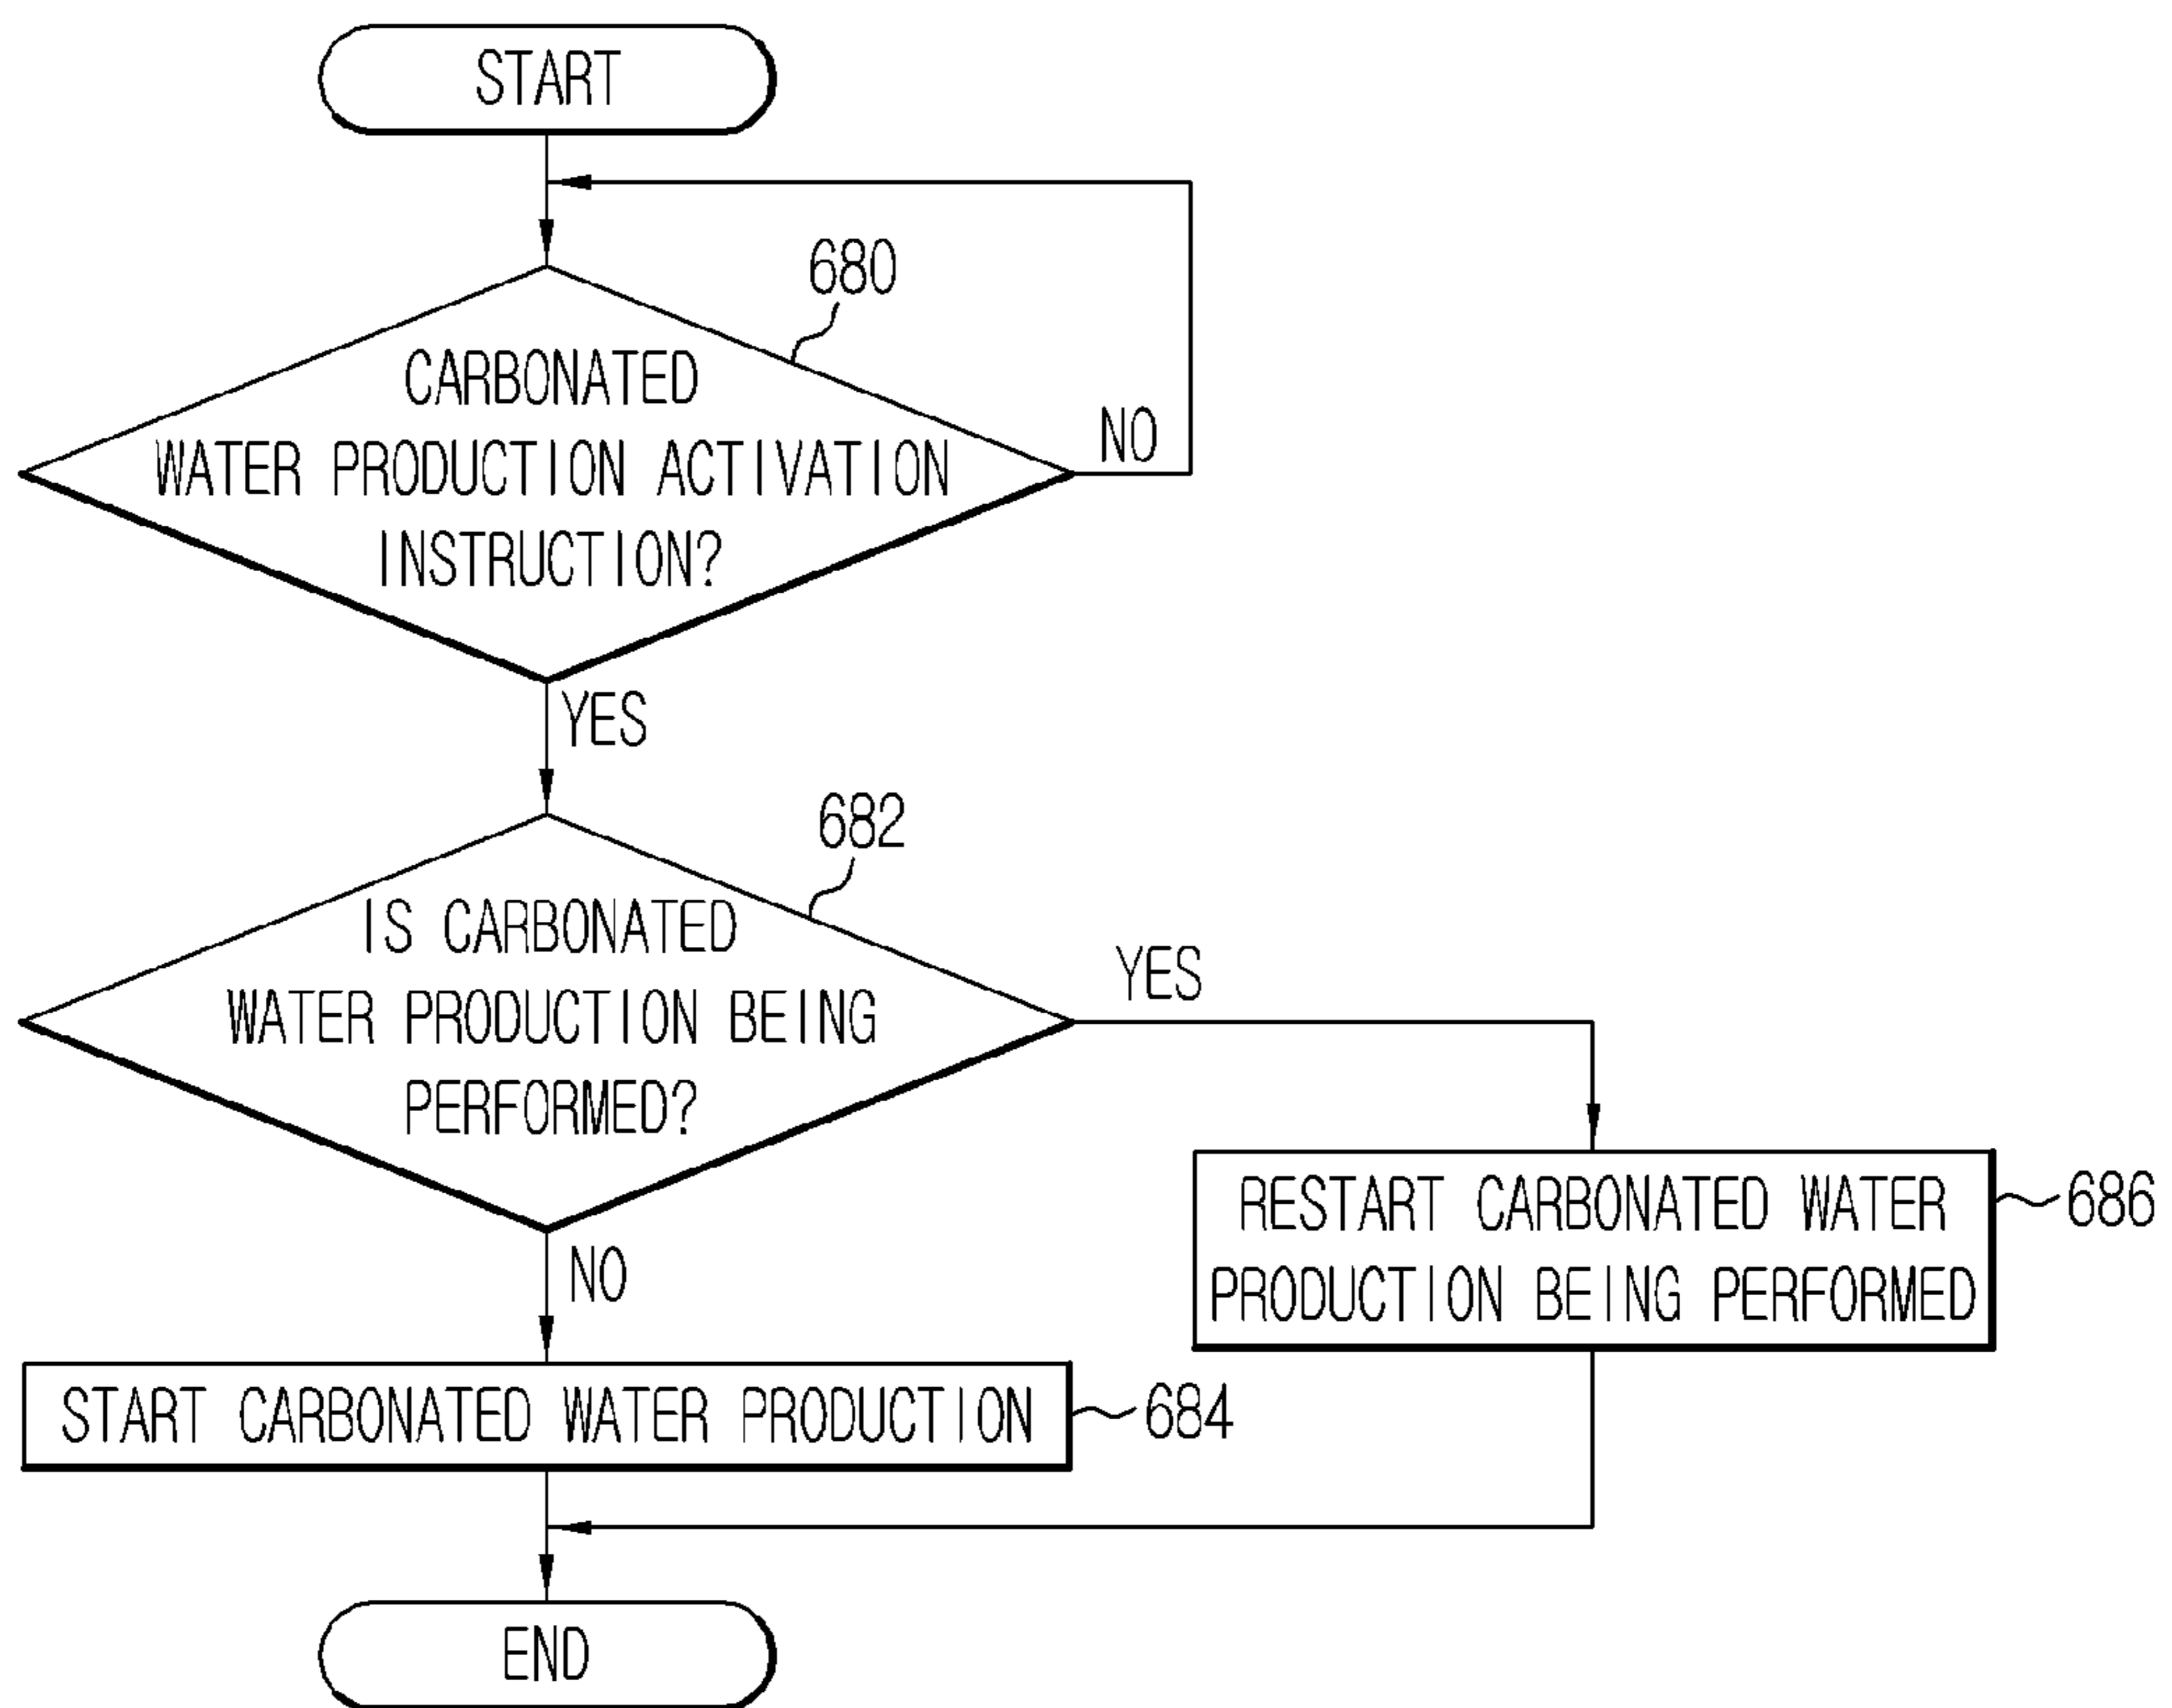 START
680
CARBONATED
WATER PRODUCTION ACTIVATION
INSTRUCTION?
NO
YES
682
IS CARBONATED
WATER PRODUCTION BEING
PERFORMED?
YES
NO
RESTART CARBONATED WATER
PRODUCTION BEING PERFORMED
686
START CARBONATED WATER PRODUCTION
684
END